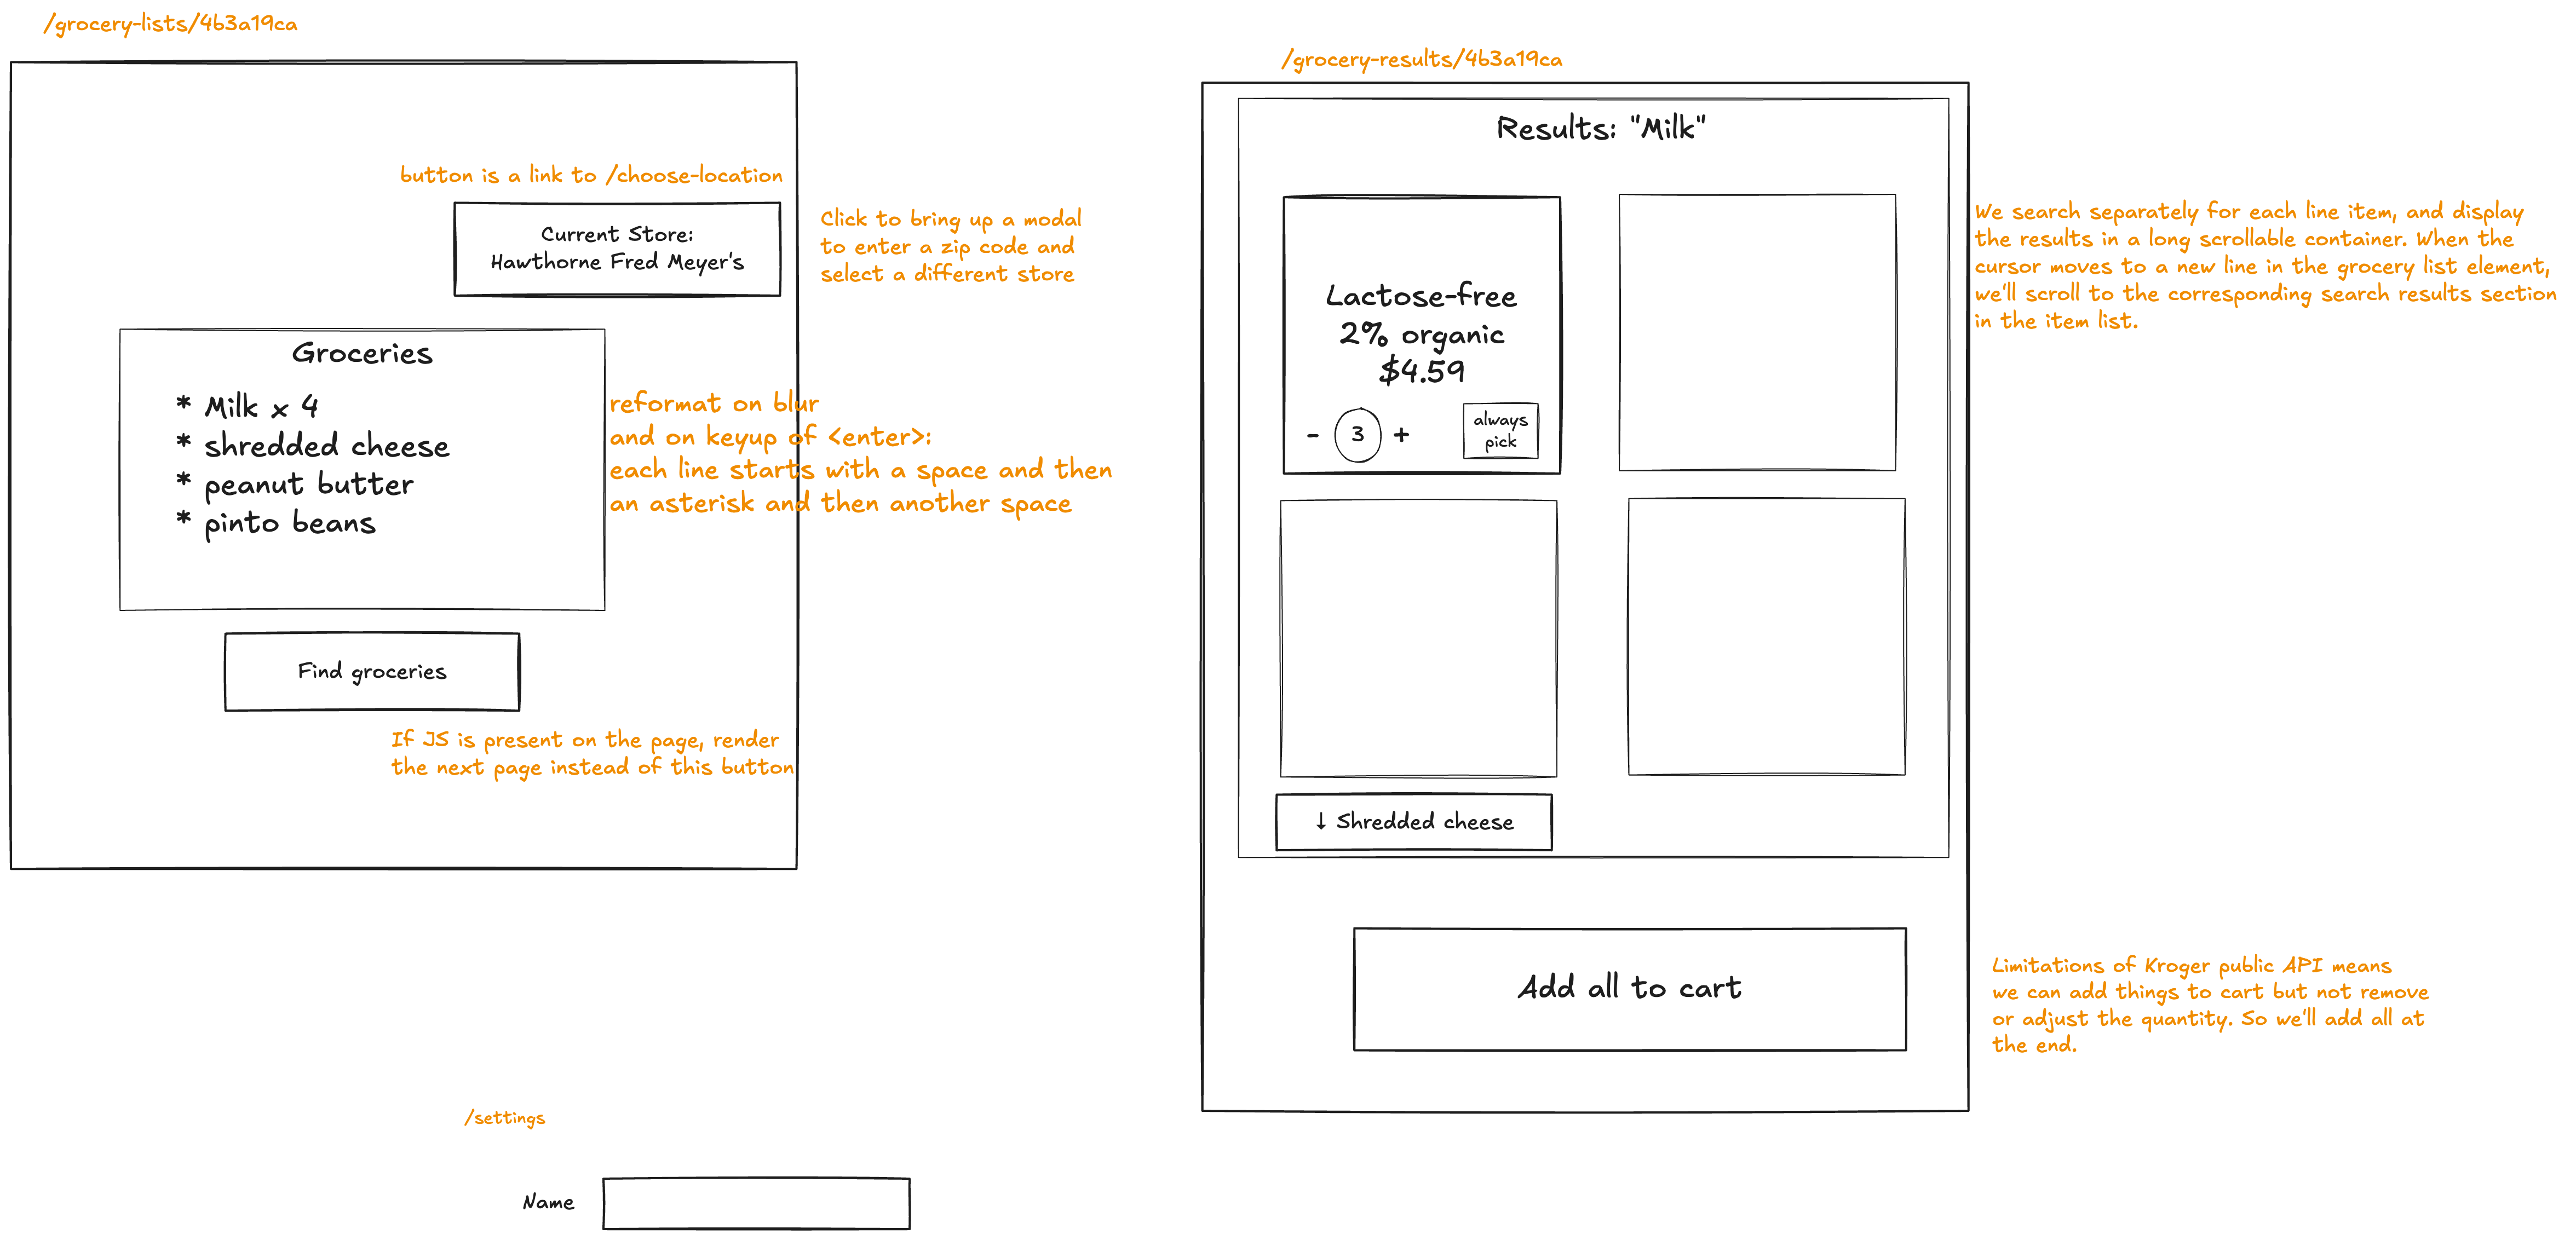 /grocery-lists/4b3a19ca
button is a link to /choose-location
Current Store:
Hawthorne Fred Meyer's
Click to bring up a modal
to enter a zip code and
select a different store
Groceries
* Milk x 4
* shredded cheese
* peanut butter
* pinto beans
reformat on blur
and on keyup of <enter>:
each line starts with a space and then
an asterisk and then another space
Find groceries
If JS is present on the page, render
the next page instead of this button
/grocery-results/4b3a19ca
Results: "Milk"
Lactose-free
2% organic
$4.59
- 3 +
always
pick
↓ Shredded cheese
We search separately for each line item, and display
the results in a long scrollable container. When the
cursor moves to a new line in the grocery list element,
we'll scroll to the corresponding search results section
in the item list.
Add all to cart
Limitations of Kroger public API means
we can add things to cart but not remove
or adjust the quantity. So we'll add all at
the end.
/settings
Name